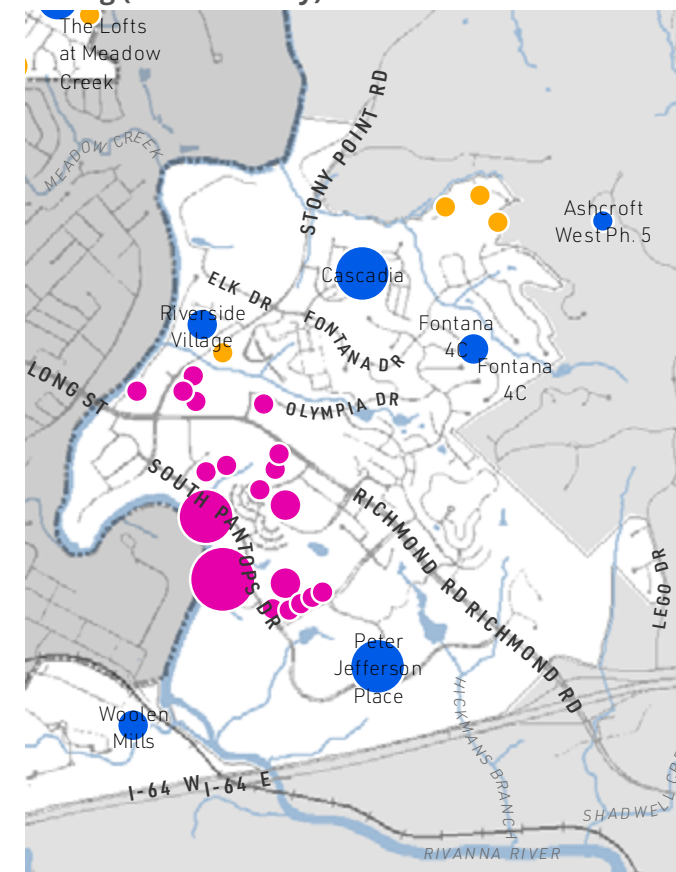 The Lofts
at Meadow
Creek
MEADOW CREEK
STONY POINT RD
Ashcroft
West Ph. 5
Cascadia
ELK DR
Riverside
Village
FONTANA DR
Fontana
4C
Fontana
4C
LONG ST
OLYMPIA DR
SOUTH PANTOPS DR
RICHMOND RD
RICHMOND RD
LEGO DR
Peter
Jefferson
Place
HICKMANS BRANCH
Woolen
Mills
I-64 W
I-64 E
SHADWELL
RIVANNA RIVER